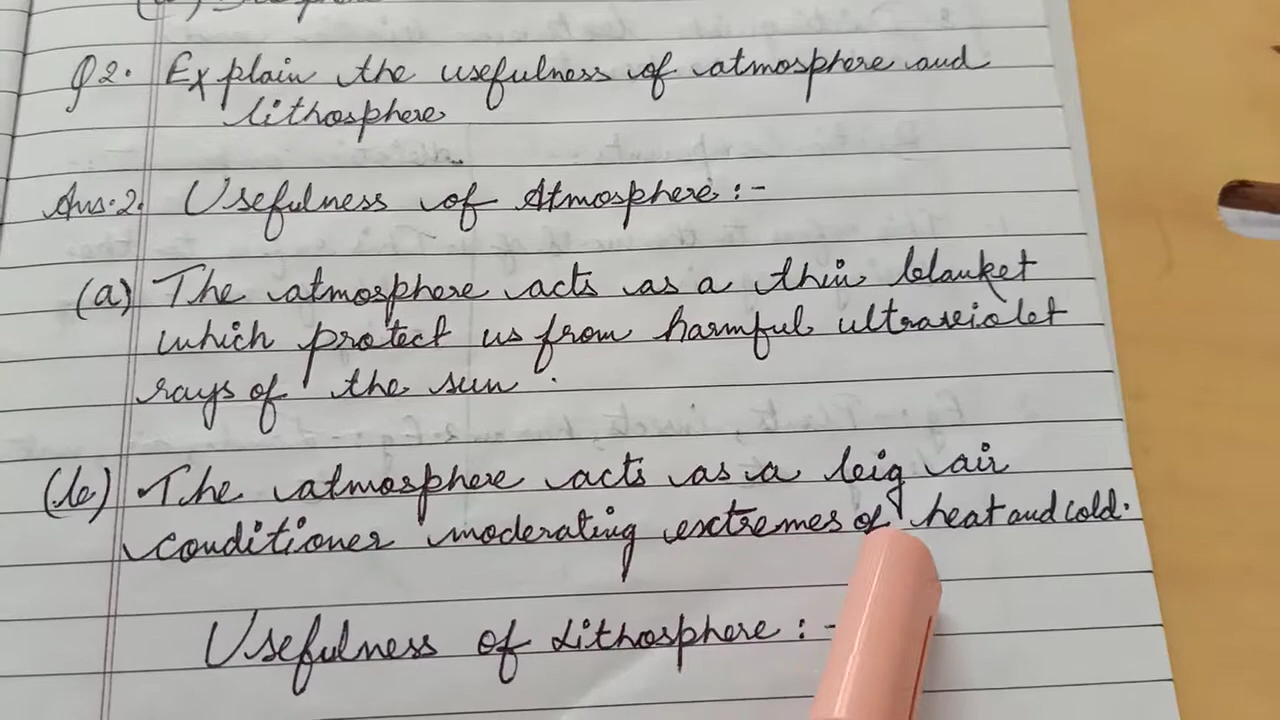 Q2. Explain the usefulness of atmosphere and
lithosphere
Ans.2. Usefulness of Atmosphere :-
(a) The atmosphere acts as a thin blanket
which protect us from harmful ultraviolet
rays of the sun.
(b) The atmosphere acts as a big air
conditioner moderating extremes of heat and cold.
Usefulness of Lithosphere :-